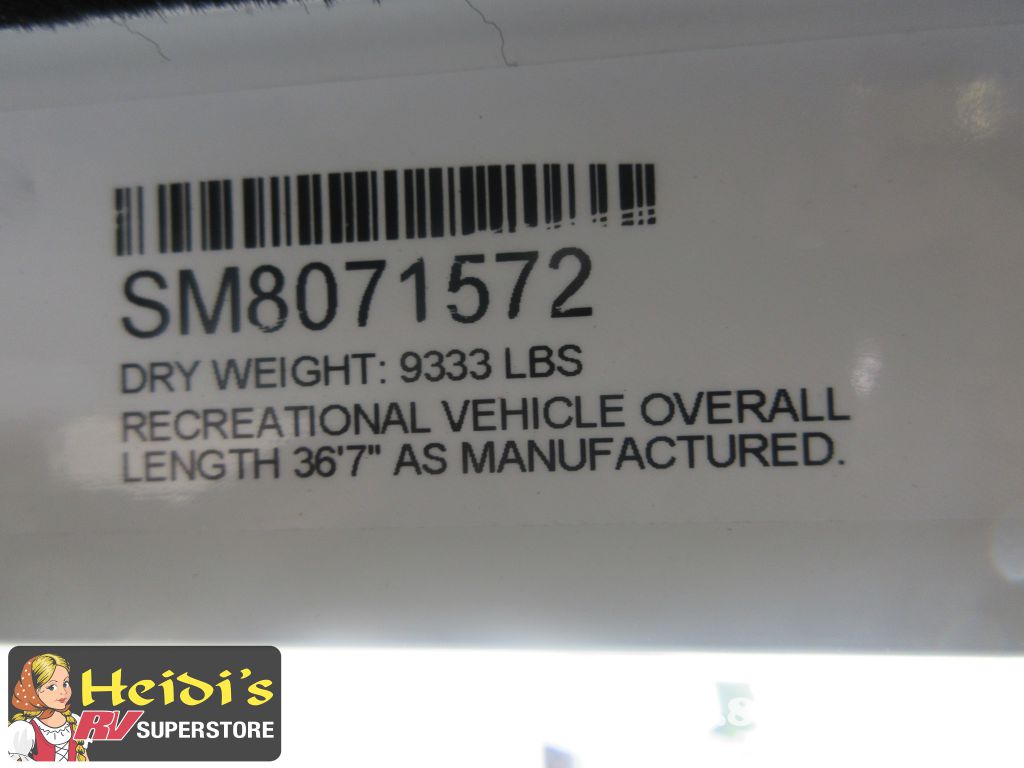 SM8071572
DRY WEIGHT: 9333 LBS
RECREATIONAL VEHICLE OVERALL
LENGTH 36'7" AS MANUFACTURED.
Heidi's
RV SUPERSTORE